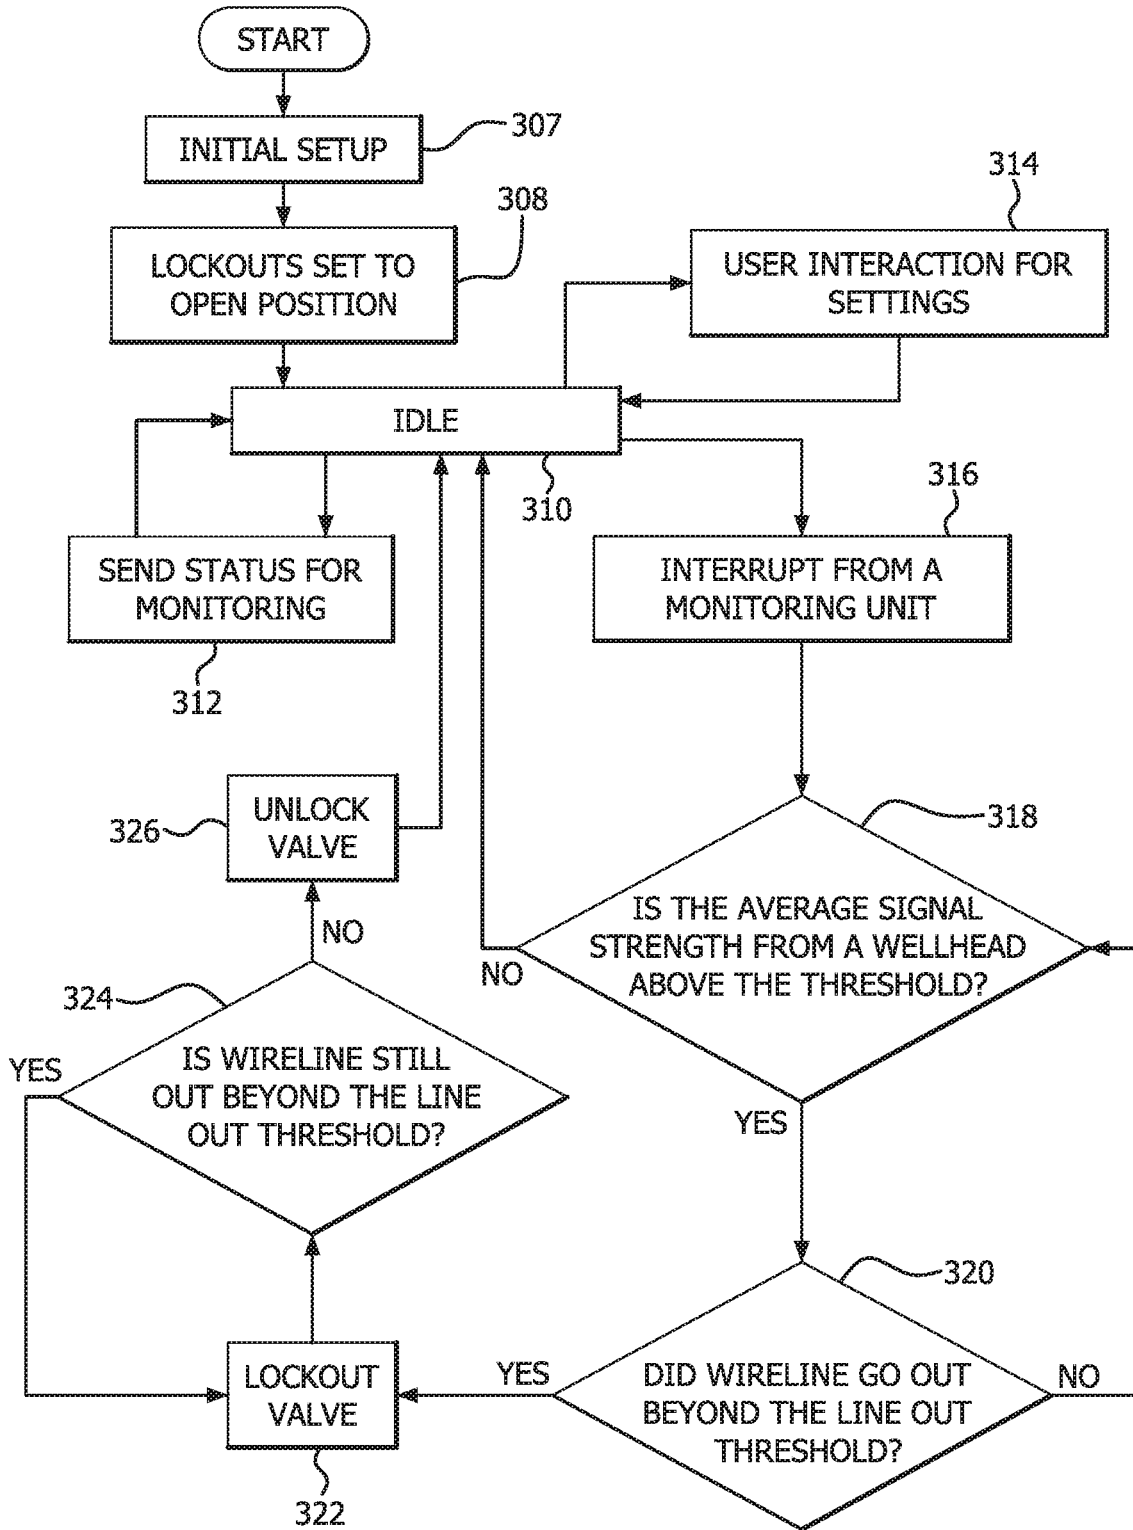 START
INITIAL SETUP
307
308
LOCKOUTS SET TO
OPEN POSITION
314
USER INTERACTION FOR
SETTINGS
IDLE
310
316
SEND STATUS FOR
MONITORING
312
INTERRUPT FROM A
MONITORING UNIT
326
UNLOCK
VALVE
318
IS THE AVERAGE SIGNAL
STRENGTH FROM A WELLHEAD
ABOVE THE THRESHOLD?
NO
NO
324
YES
IS WIRELINE STILL
OUT BEYOND THE LINE
OUT THRESHOLD?
YES
320
LOCKOUT
VALVE
322
YES
DID WIRELINE GO OUT
BEYOND THE LINE OUT
THRESHOLD?
NO